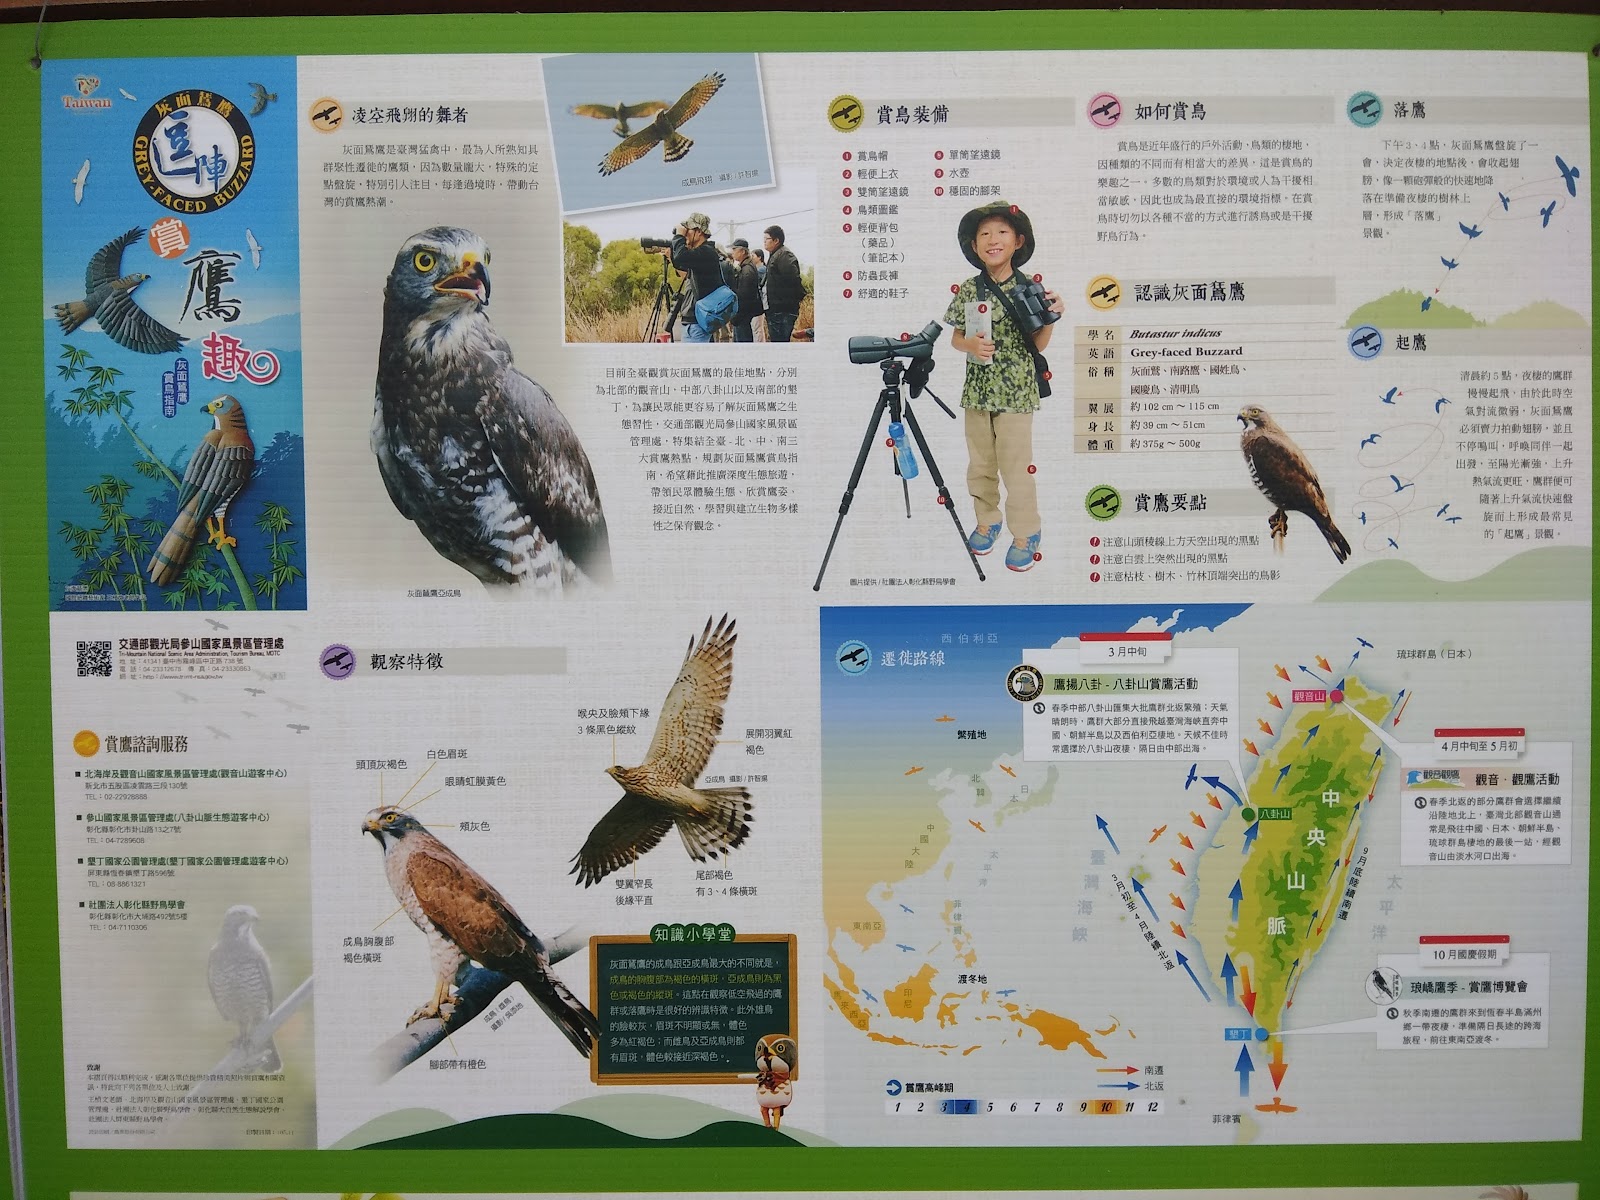 Taiwan
灰面鵟鷹
逗陣
GREY-FACED BUZZARD
賞
鷹
趣
灰面鵟鷹
賞鳥指南
凌空飛翔的舞者
灰面鵟鷹是臺灣猛禽中，最為人所熟知具
群聚性遷徙的鷹類，因為數量龐大，特殊的定
點盤旋，特別引人注目，每逢過境時，帶動台
灣的賞鷹熱潮。
成鳥飛翔 攝影／許智揚
目前全臺觀賞灰面鵟鷹的最佳地點，分別
為北部的觀音山、中部八卦山以及南部的墾
丁，為讓民眾能更容易了解灰面鵟鷹之生
態習性，交通部觀光局參山國家風景區
管理處，特集結全臺-北、中、南三
大賞鷹熱點，規劃灰面鵟鷹賞鳥指
南，希望藉此推廣深度生態旅遊，
帶領民眾體驗生態、欣賞鷹姿，
接近自然，學習與建立生物多樣
性之保育觀念。
灰面鵟鷹亞成鳥
賞鳥裝備
1 賞鳥帽
2 輕便上衣
3 雙筒望遠鏡
4 鳥類圖鑑
5 輕便背包
（藥品）
（筆記本）
6 防蟲長褲
7 舒適的鞋子
8 單筒望遠鏡
9 水壺
10 穩固的腳架
圖片提供／社團法人彰化縣野鳥學會
如何賞鳥
賞鳥是近年盛行的戶外活動，鳥類的棲地，
因種類的不同而有相當大的差異，這是賞鳥的
樂趣之一。多數的鳥類對於環境或人為干擾相
當敏感，因此也成為最直接的環境指標，在賞
鳥時切勿以各種不當的方式進行誘鳥或是干擾
野鳥行為。
認識灰面鵟鷹
學名 Butastur indicus
英語 Grey-faced Buzzard
俗稱 灰面鷲、南路鷹、國姓鳥、
國慶鳥、清明鳥
翼展 約 102 cm～115 cm
身長 約 39 cm～51cm
體重 約 375g～500g
賞鷹要點
注意山頭稜線上方天空出現的黑點
注意白雲上突然出現的黑點
注意枯枝、樹木、竹林頂端突出的鳥影
落鷹
下午 3、4 點，灰面鵟鷹盤旋了一
會，決定夜棲的地點後，會收起翅
膀，像一顆砲彈般的快速地降
落在準備夜棲的樹林上
層，形成「落鷹」
景觀。
起鷹
清晨約 5 點，夜棲的鷹群
慢慢起飛，由於此時空
氣對流微弱，灰面鵟鷹
必須賣力拍動翅膀，並且
不停鳴叫，呼喚同伴一起
出發，至陽光漸強，上升
熱氣流更旺，鷹群便可
隨著上升氣流快速盤
旋而上形成最常見
的「起鷹」景觀。
交通部觀光局參山國家風景區管理處
Tri-Mountain National Scenic Area Administration, Tourism Bureau, MOTC
地 址：41341 臺中市霧峰區中正路 738 號
電 話：04-23312678 傳 真：04-23330953
網 址：http://www.trimt-nsa.gov.tw
賞鷹諮詢服務
北海岸及觀音山國家風景區管理處(觀音山遊客中心)
新北市五股區凌雲路三段130號
TEL：02-22928888
參山國家風景區管理處(八卦山脈生態遊客中心)
彰化縣彰化市卦山路13之7號
TEL：04-7289608
墾丁國家公園管理處(墾丁國家公園管理處遊客中心)
屏東縣恆春鎮墾丁路596號
TEL：08-8861321
社團法人彰化縣野鳥學會
彰化縣彰化市大埔路492號5樓
TEL：04-7110306
致謝
觀察特徵
喉央及臉頰下緣
3 條黑色縱紋
白色眉斑
頭頂灰褐色
眼睛虹膜黃色
頰灰色
展開羽翼紅
褐色
亞成鳥 攝影／許智揚
雙翼窄長
後緣平直
尾部褐色
有 3、4 條橫斑
成鳥胸腹部
褐色橫斑
腳部帶有橙色
知識小學堂
灰面鵟鷹的成鳥跟亞成鳥最大的不同就是，
成鳥的胸腹部為褐色的橫斑，亞成鳥則為黑
色或褐色的縱斑。這點在觀察低空飛過的鷹
群或落鷹時是很好的辨識特徵。此外雄鳥
的臉較灰，眉斑不明顯或無，體色
多為紅褐色；而雌鳥及亞成鳥則都
有眉斑，體色較接近深褐色。
遷徙路線
西伯利亞
3 月中旬
鷹揚八卦 - 八卦山賞鷹活動
春季中部八卦山匯集大批鷹群北返繁殖；天氣
晴朗時，鷹群大部分直接飛越臺灣海峽直奔中
國、朝鮮半島以及西伯利亞棲地。天候不佳時
常選擇於八卦山夜棲，隔日由中部出海。
琉球群島（日本）
觀音山
4 月中旬至 5 月初
觀音．觀鷹活動
春季北返的部分鷹群會選擇繼續
沿陸地北上，臺灣北部觀音山通
常是飛往中國、日本、朝鮮半島、
琉球群島棲地的最後一站，經觀
音山由淡水河口出海。
繁殖地
北韓
日本
中國大陸
太平洋
東南亞
菲律賓
渡冬地
馬來西亞
印尼
臺灣海峽
3月初至4月陸續北返
八卦山
中央山脈
9月底陸續南遷
太平洋
10 月國慶假期
琅嶠鷹季 - 賞鷹博覽會
秋季南遷的鷹群來到恆春半島滿州
鄉一帶夜棲，準備隔日長途的跨海
旅程，前往東南亞渡冬。
墾丁
菲律賓
南遷
北返
賞鷹高峰期
1 2 3 4 5 6 7 8 9 10 11 12